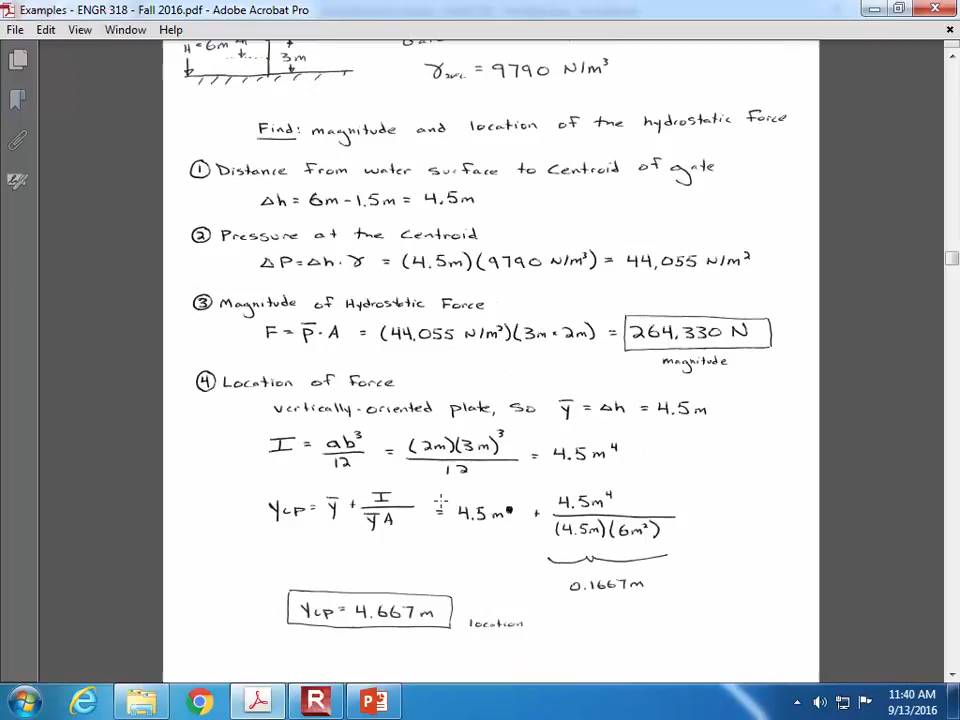 Examples - ENGR 318 - Fall 2016.pdf - Adobe Acrobat Pro
File Edit View Window Help
H = 6m
3m
γ = 9790 N/m³
Find: magnitude and location of the hydrostatic force
① Distance from water surface to centroid of gate
Δh = 6m - 1.5m = 4.5m
② Pressure at the centroid
ΔP = Δh · γ = (4.5m)(9790 N/m³) = 44,055 N/m²
③ Magnitude of Hydrostatic Force
F = p̅ · A = (44,055 N/m²)(3m × 2m) = 264,330 N
magnitude
④ Location of Force
vertically-oriented plate, so y̅ = Δh = 4.5m
I = ab³/12 = (2m)(3m)³/12 = 4.5m⁴
Ycp = y̅ + I/(y̅A) = 4.5m + 4.5m⁴/((4.5m)(6m²))
0.1667m
Ycp = 4.667m location
11:40 AM
9/13/2016